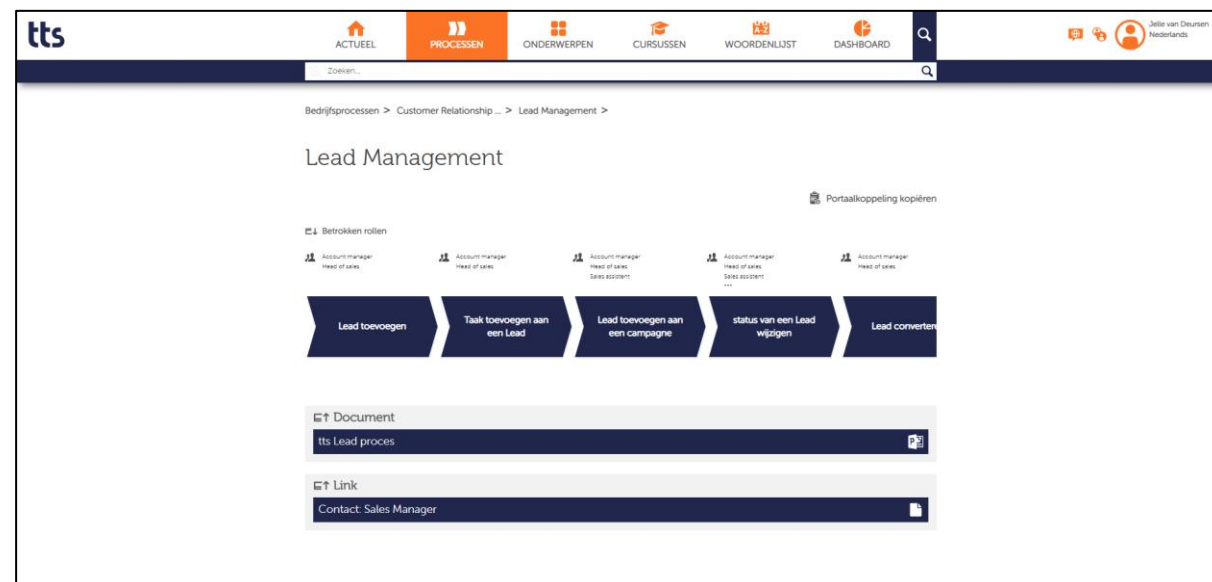 tts
ACTUEEL
PROCESSEN
ONDERWERPEN
CURSUSSEN
WOORDENLIJST
DASHBOARD
Jelle van Deursen
Nederlands
Zoeken...
Bedrijfsprocessen > Customer Relationship ... > Lead Management >
Lead Management
Portaalkoppeling kopiëren
Betrokken rollen
Account manager
Head of sales
Account manager
Head of sales
Account manager
Head of sales
Sales assistent
Account manager
Head of sales
Sales assistent
...
Account manager
Head of sales
Lead toevoegen
Taak toevoegen aan
een Lead
Lead toevoegen aan
een campagne
status van een Lead
wijzigen
Lead converteren
Document
tts Lead proces
Link
Contact: Sales Manager